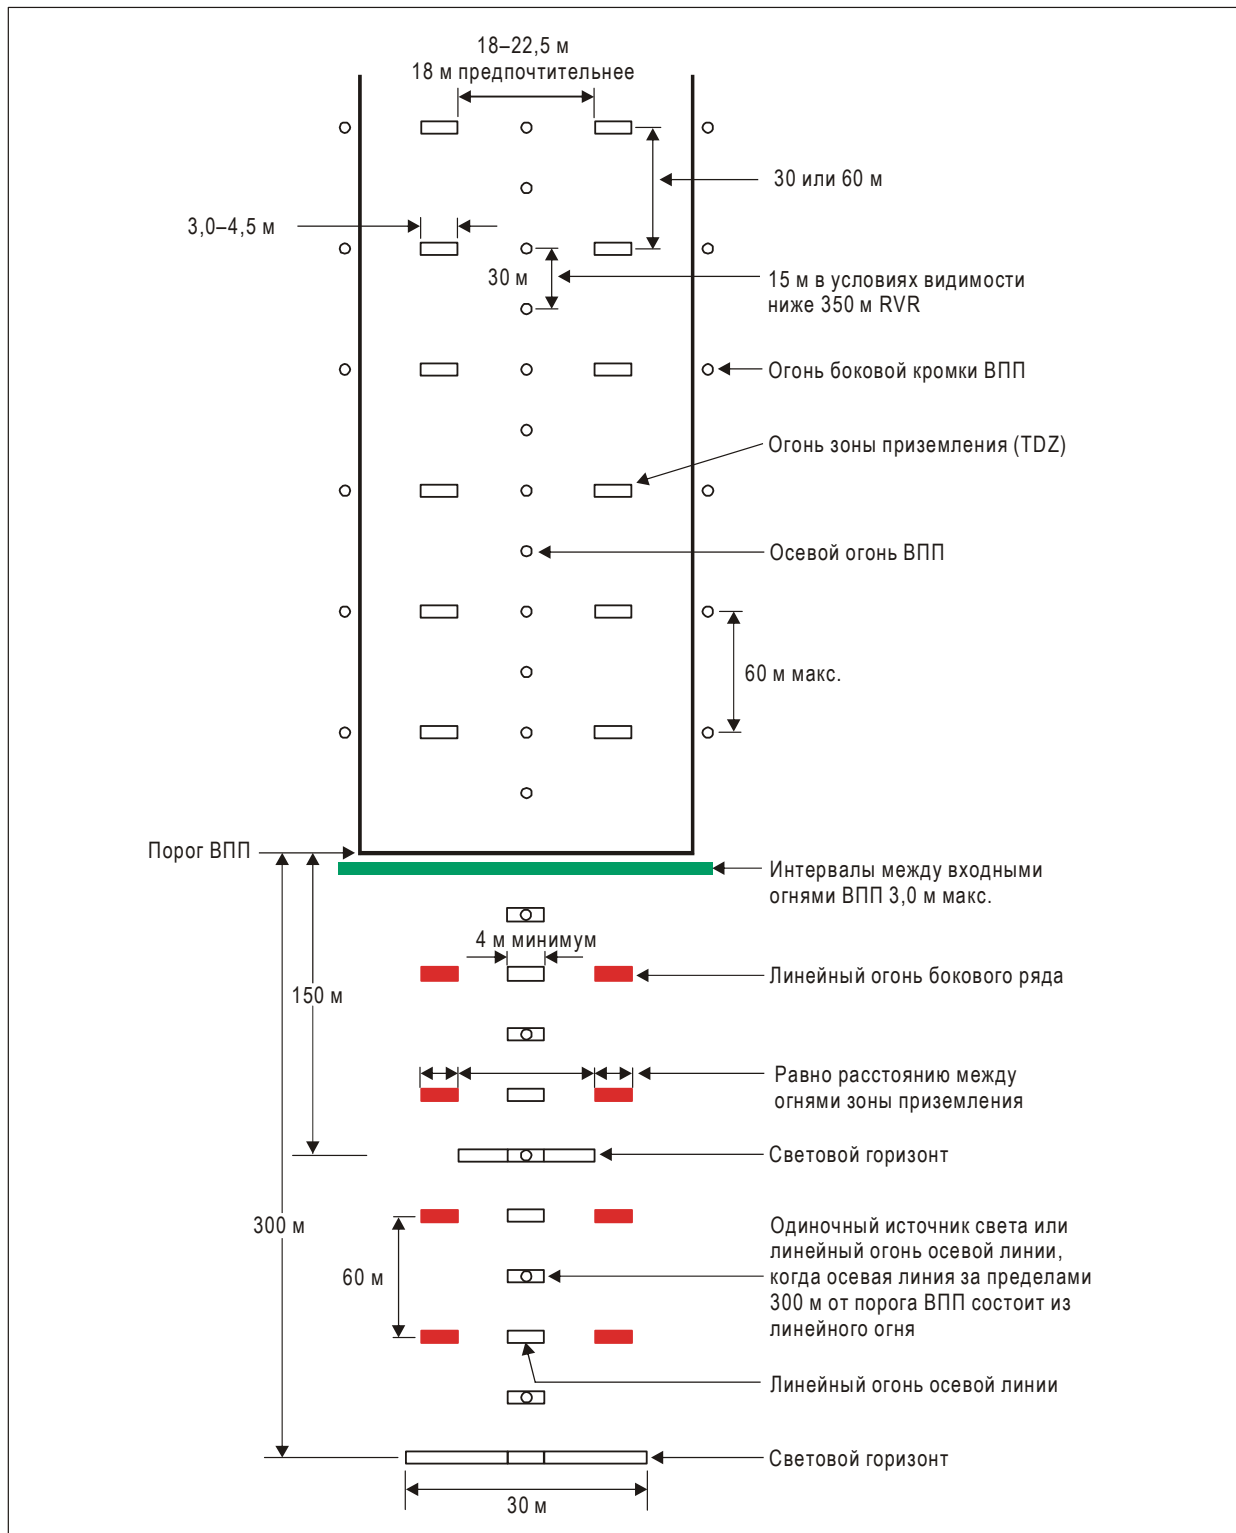 18–22,5 м
18 м предпочтительнее
30 или 60 м
3,0–4,5 м
30 м
15 м в условиях видимости
ниже 350 м RVR
Огонь боковой кромки ВПП
Огонь зоны приземления (TDZ)
Осевой огонь ВПП
60 м макс.
Порог ВПП
Интервалы между входными
огнями ВПП 3,0 м макс.
4 м минимум
Линейный огонь бокового ряда
150 м
Равно расстоянию между
огнями зоны приземления
Световой горизонт
300 м
Одиночный источник света или
линейный огонь осевой линии,
когда осевая линия за пределами
300 м от порога ВПП состоит из
линейного огня
60 м
Линейный огонь осевой линии
Световой горизонт
30 м